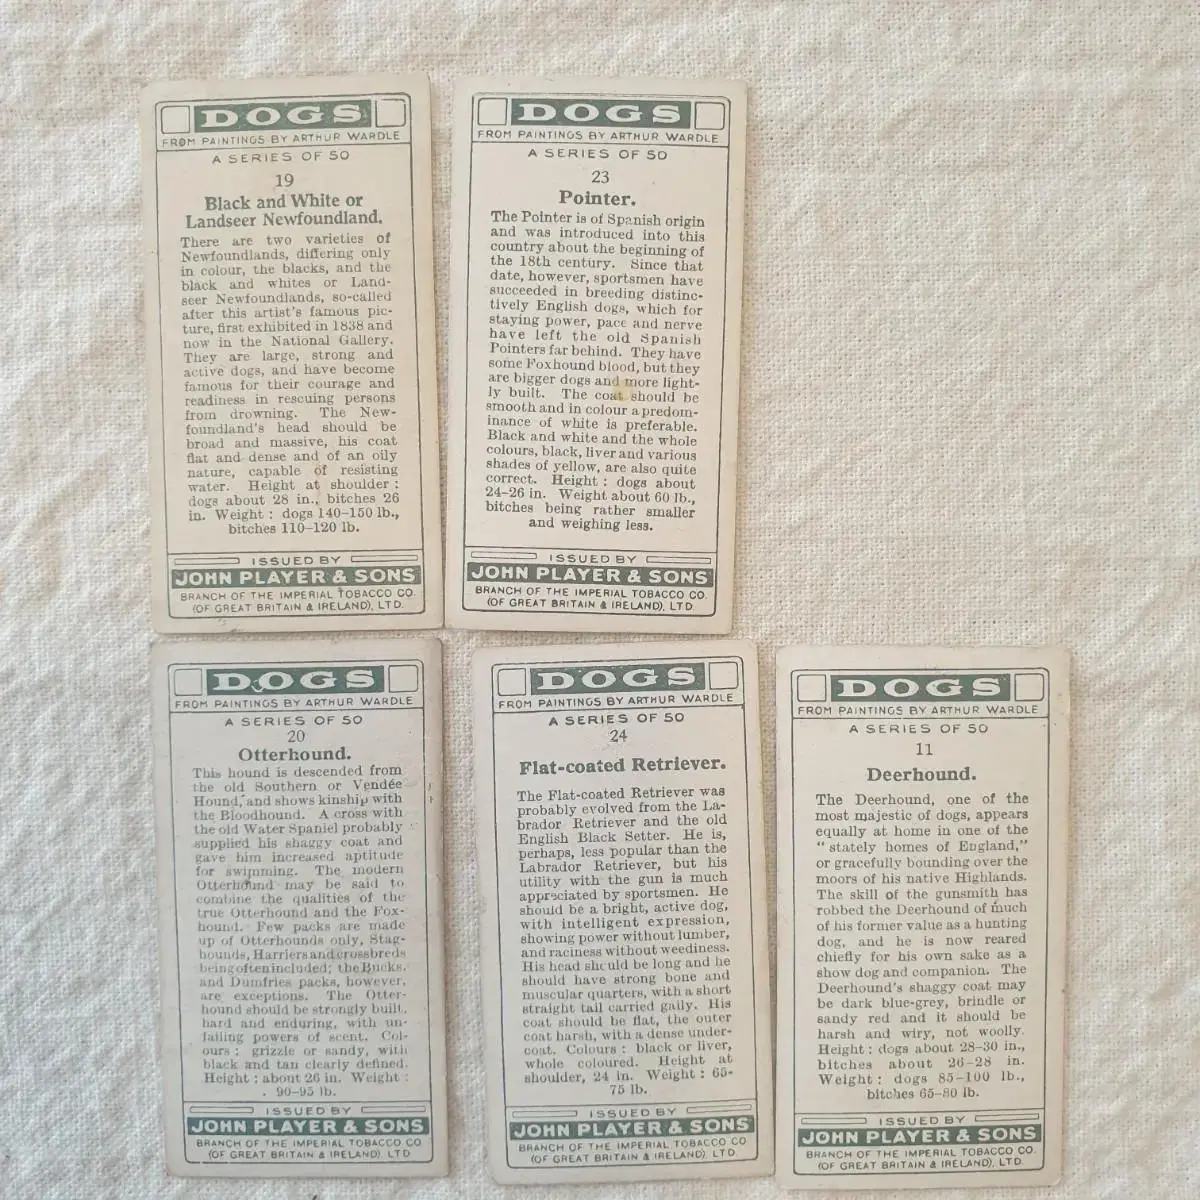 DOGS
FROM PAINTINGS BY ARTHUR WARDLE
A SERIES OF 50
19
Black and White or
Landseer Newfoundland.
There are two varieties of
Newfoundlands, differing only
in colour, the blacks, and the
black and whites or Land-
seer Newfoundlands, so-called
after this artist's famous pic-
ture, first exhibited in 1838 and
now in the National Gallery.
They are large, strong and
active dogs, and have become
famous for their courage and
readiness in rescuing persons
from drowning. The New-
foundland's head should be
broad and massive, his coat
flat and dense and of an oily
nature, capable of resisting
water. Height at shoulder :
dogs about 28 in., bitches 26
in. Weight : dogs 140-150 lb.,
bitches 110-120 lb.
ISSUED BY
JOHN PLAYER & SONS
BRANCH OF THE IMPERIAL TOBACCO CO.
(OF GREAT BRITAIN & IRELAND), LTD.
DOGS
FROM PAINTINGS BY ARTHUR WARDLE
A SERIES OF 50
23
Pointer.
The Pointer is of Spanish origin
and was introduced into this
country about the beginning of
the 18th century. Since that
date, however, sportsmen have
succeeded in breeding distinc-
tively English dogs, which for
staying power, pace and nerve
have left the old Spanish
Pointers far behind. They have
some Foxhound blood, but they
are bigger dogs and more light-
ly built. The coat should be
smooth and in colour a predom-
inance of white is preferable.
Black and white and the whole
colours, black, liver and various
shades of yellow, are also quite
correct. Height : dogs about
24-26 in. Weight about 60 lb.,
bitches being rather smaller
and weighing less.
ISSUED BY
JOHN PLAYER & SONS
BRANCH OF THE IMPERIAL TOBACCO CO.
(OF GREAT BRITAIN & IRELAND), LTD
DOGS
FROM PAINTINGS BY ARTHUR WARDLE
A SERIES OF 50
20
Otterhound.
This hound is descended from
the old Southern or Vendée
Hound, and shows kinship with
the Bloodhound. A cross with
the old Water Spaniel probably
supplied his shaggy coat and
gave him increased aptitude
for swimming. The modern
Otterhound may be said to
combine the qualities of the
true Otterhound and the Fox-
hound. Few packs are made
up of Otterhounds only, Stag-
hounds, Harriers and crossbreds
being often included; the Bucks.
and Dumfries packs, however,
are exceptions. The Otter-
hound should be strongly built,
hard and enduring, with un-
failing powers of scent. Col-
ours : grizzle or sandy, with
black and tan clearly defined.
Height : about 26 in. Weight :
90-95 lb.
ISSUED BY
JOHN PLAYER & SONS
BRANCH OF THE IMPERIAL TOBACCO CO
(OF GREAT BRITAIN & IRELAND), LTD
DOGS
FROM PAINTINGS BY ARTHUR WARDLE
A SERIES OF 50
24
Flat-coated Retriever.
The Flat-coated Retriever was
probably evolved from the La-
brador Retriever and the old
English Black Setter. He is,
perhaps, less popular than the
Labrador Retriever, but his
utility with the gun is much
appreciated by sportsmen. He
should be a bright, active dog,
with intelligent expression,
showing power without lumber,
and raciness without weediness.
His head should be long and he
should have strong bone and
muscular quarters, with a short
straight tail carried gaily. His
coat should be flat, the outer
coat harsh, with a dense under-
coat. Colours : black or liver,
whole coloured. Height at
shoulder, 24 in. Weight : 65-
75 lb.
ISSUED BY
JOHN PLAYER & SONS
BRANCH OF THE IMPERIAL TOBACCO CO
(OF GREAT BRITAIN & IRELAND), LTD
DOGS
FROM PAINTINGS BY ARTHUR WARDLE
A SERIES OF 50
11
Deerhound.
The Deerhound, one of the
most majestic of dogs, appears
equally at home in one of the
" stately homes of England,"
or gracefully bounding over the
moors of his native Highlands.
The skill of the gunsmith has
robbed the Deerhound of much
of his former value as a hunting
dog, and he is now reared
chiefly for his own sake as a
show dog and companion. The
Deerhound's shaggy coat may
be dark blue-grey, brindle or
sandy red and it should be
harsh and wiry, not woolly.
Height : dogs about 28-30 in.,
bitches about 26-28 in.
Weight : dogs 85-100 lb.,
bitches 65-80 lb.
ISSUED BY
JOHN PLAYER & SONS
BRANCH OF THE IMPERIAL TOBACCO CO.
(OF GREAT BRITAIN & IRELAND), LTD.